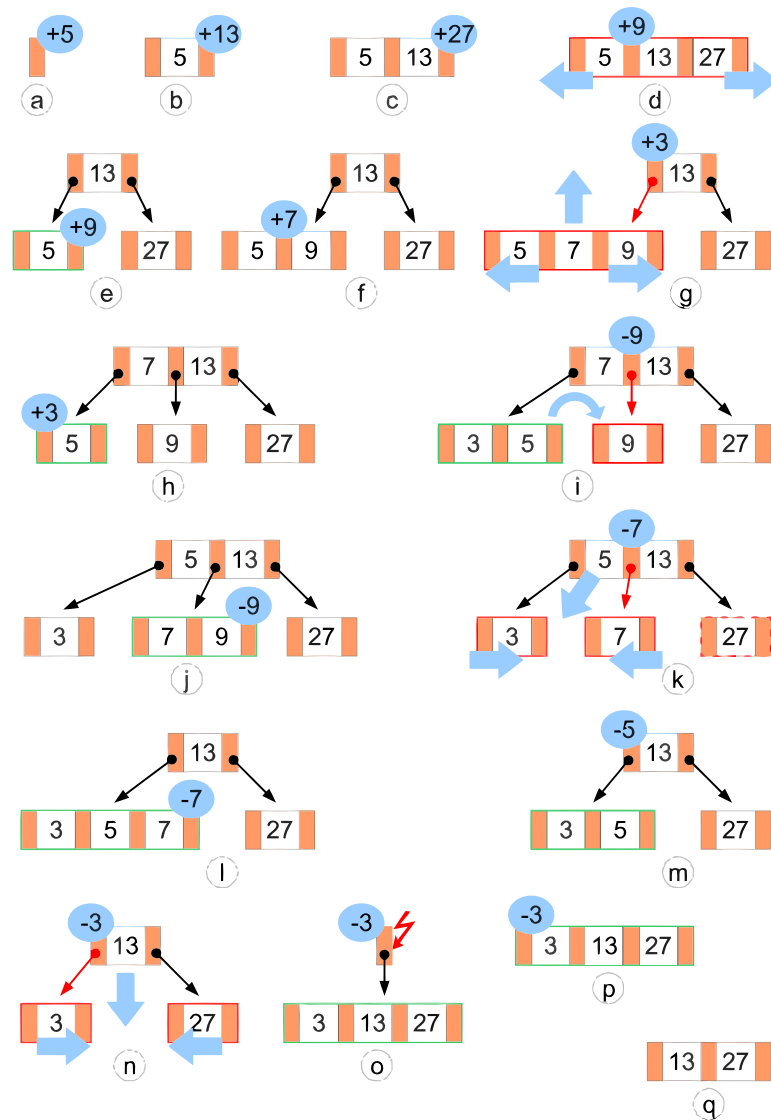 +5 +13 +27 +9
5 5 13 5 13 27
a b c d
+3
13 13 13
+9 +7
5 27 5 9 27 5 7 9 27
e f g
-9
7 13 7 13
+3
5 9 27 3 5 9 27
h i
-7
5 13 5 13
-9
3 7 9 27 3 7 27
j k
-5
13 13
-7
3 5 7 27 3 5 27
l m
-3 -3 -3
13 3 13 27
p
3 27 3 13 27
n o
13 27
q